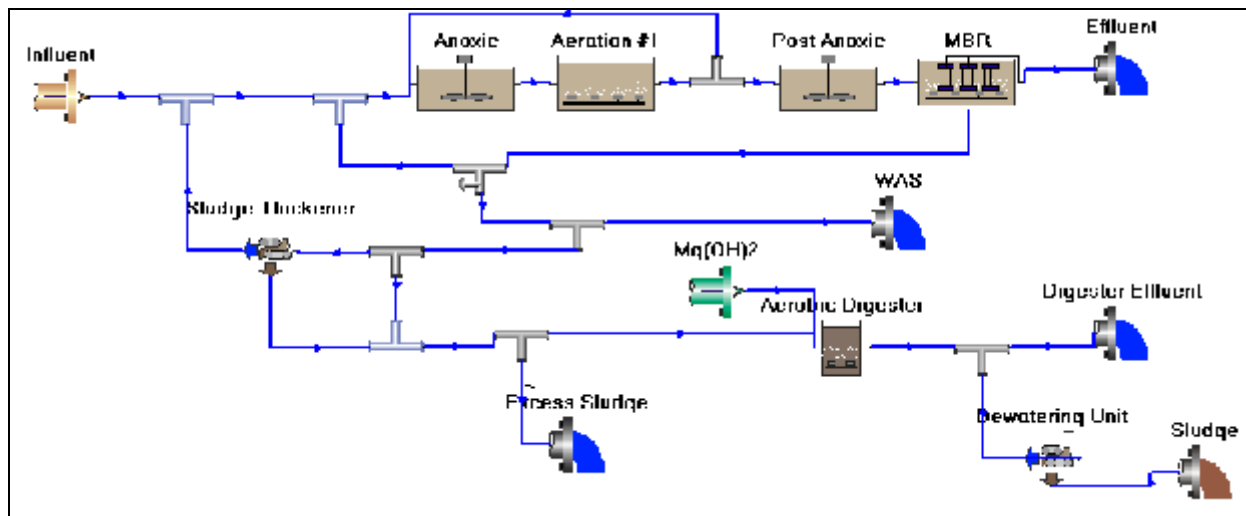 Influent
Anoxic
Aeration #1
Post Anoxic
MBR
Effluent
WAS
Sludge Thickener
Mg(OH)2
Aerobic Digester
Digester Effluent
Excess Sludge
Dewatering Unit
Sludge